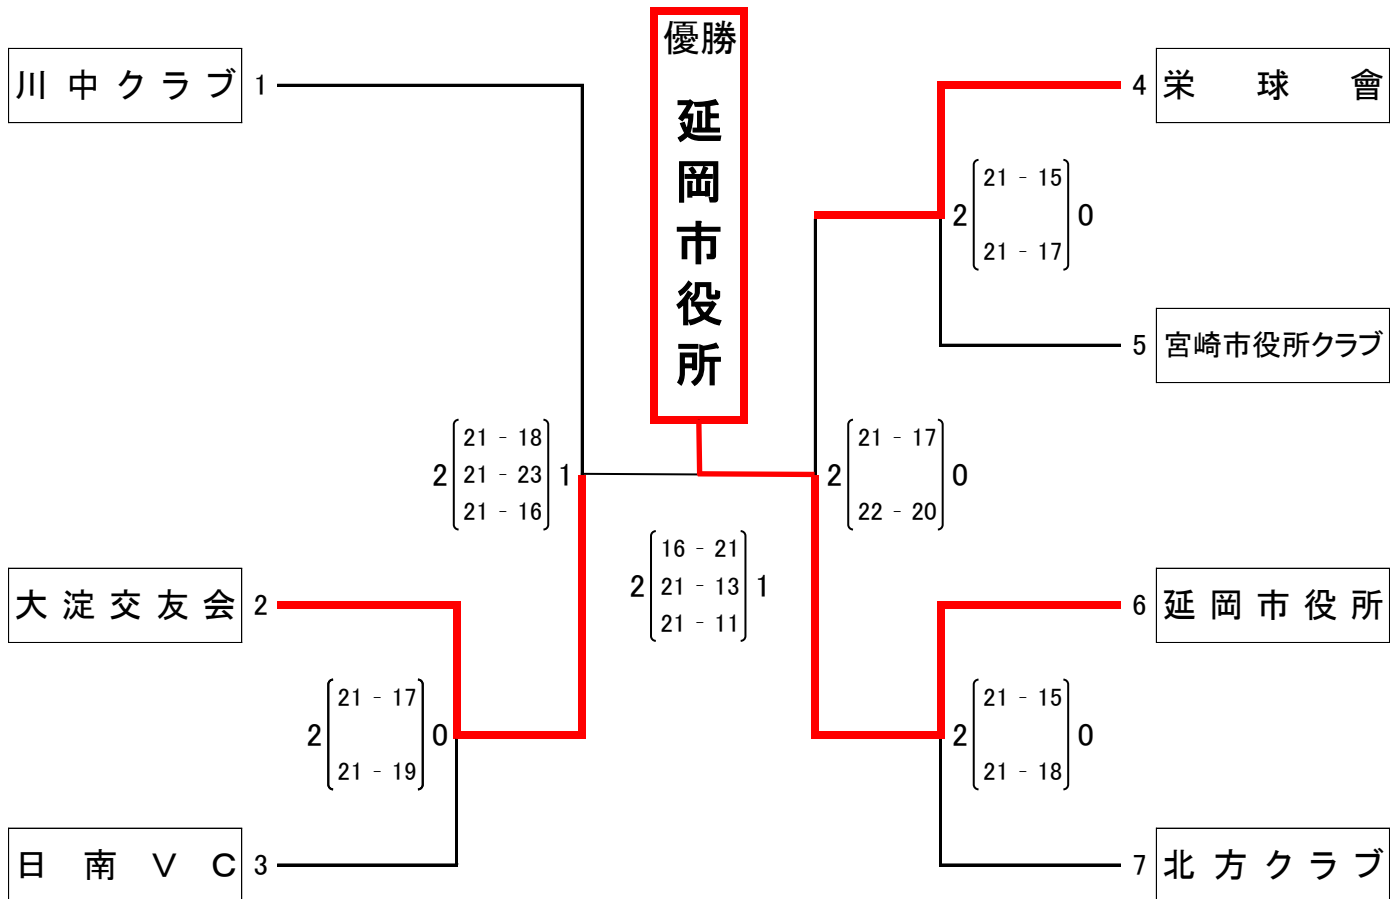 優勝
延岡市役所
川中クラブ 1
4 栄球會
21 - 15
2 0
21 - 17
5 宮崎市役所クラブ
21 - 18
2 21 - 23 1
21 - 16
21 - 17
2 0
22 - 20
16 - 21
2 21 - 13 1
21 - 11
大淀交友会 2
6 延岡市役所
21 - 17
2 0
21 - 19
21 - 15
2 0
21 - 18
日南VC 3
7 北方クラブ